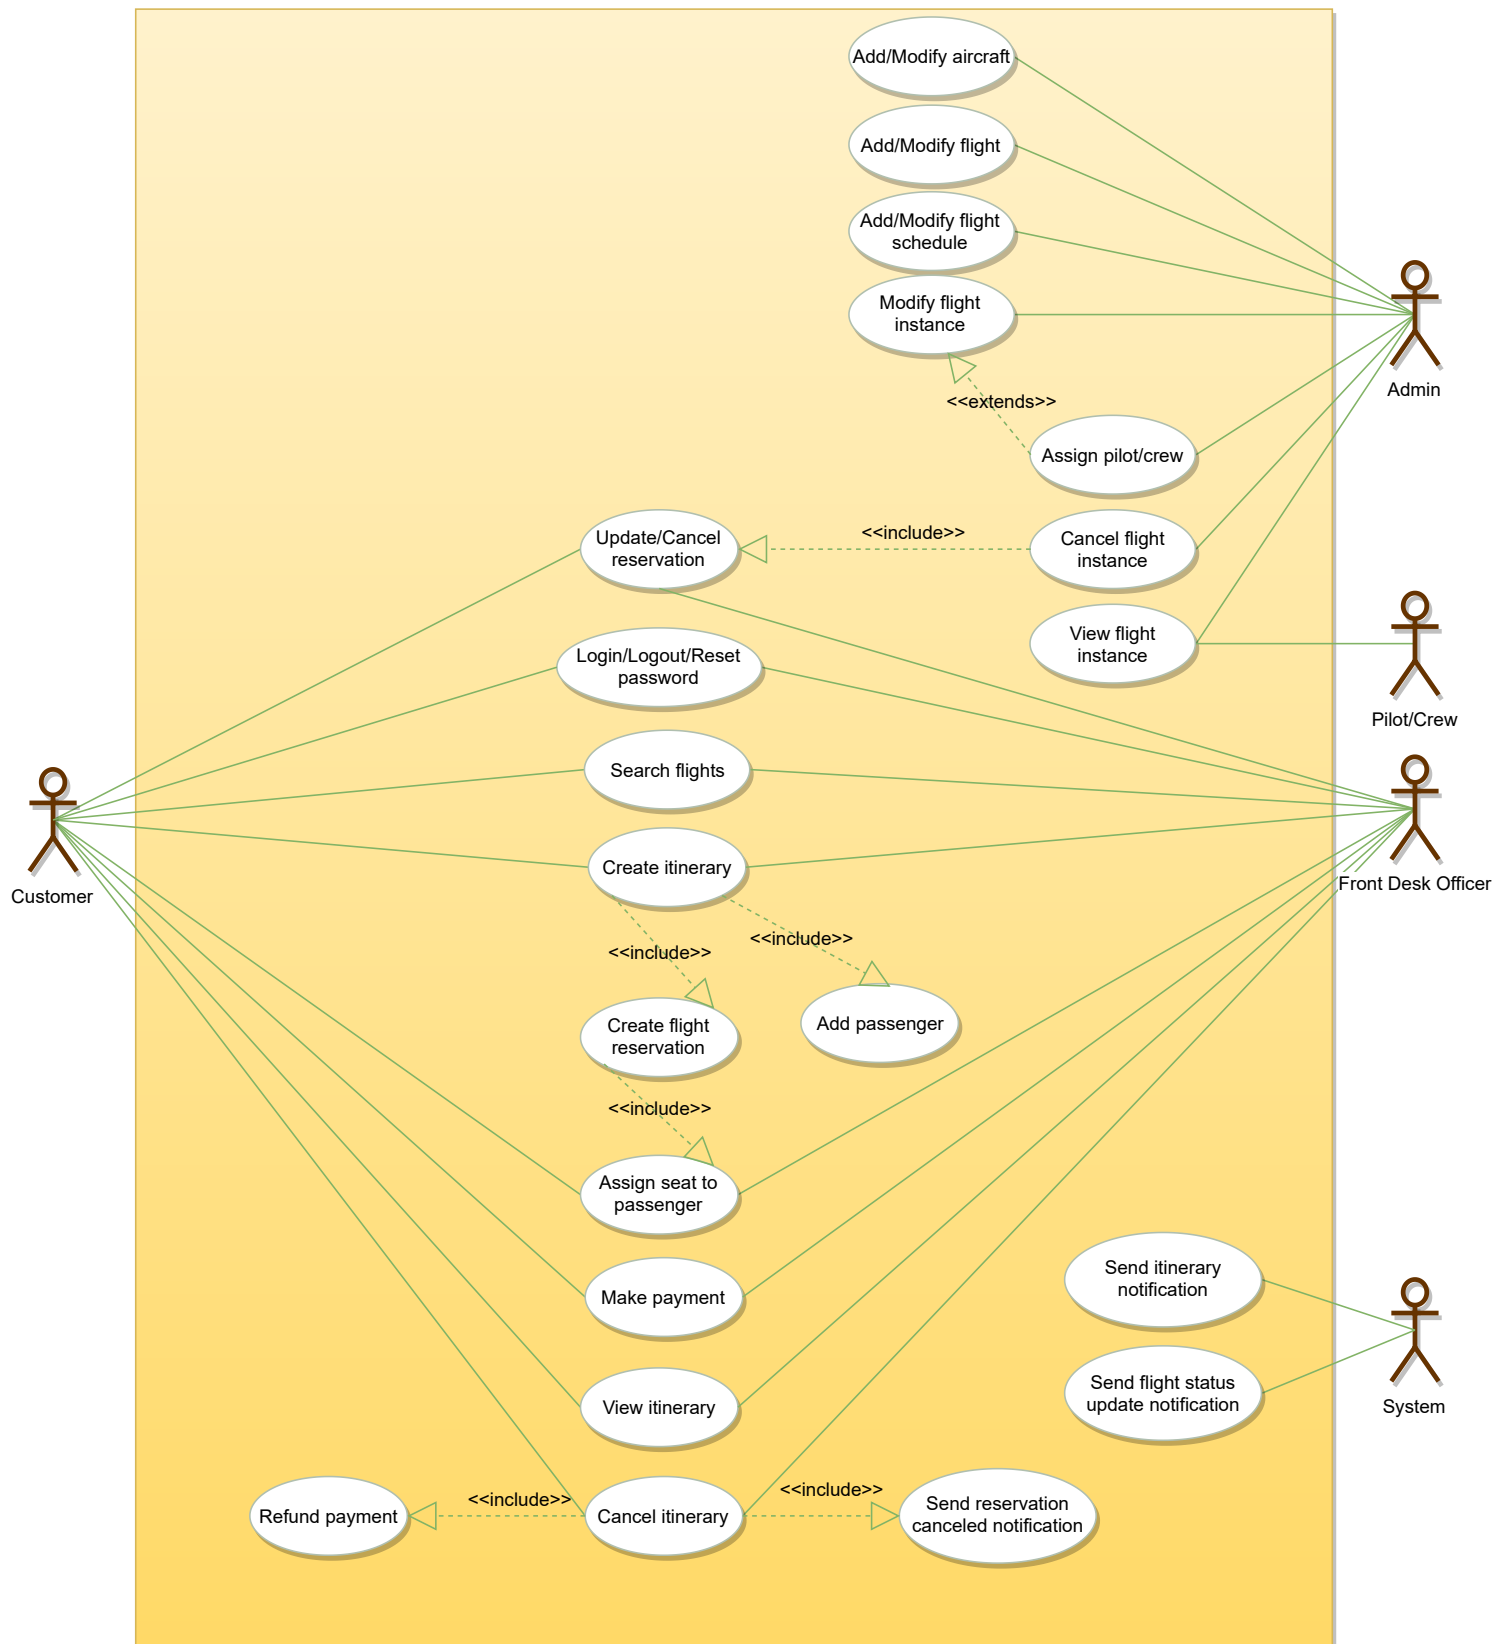 Add/Modify aircraft
Add/Modify flight
Add/Modify flight
schedule
Modify flight
instance
Admin
<<extends>>
Assign pilot/crew
Update/Cancel
reservation
<<include>>
Cancel flight
instance
View flight
instance
Login/Logout/Reset
password
Pilot/Crew
Search flights
Create itinerary
Customer
Front Desk Officer
<<include>>
<<include>>
Create flight
reservation
Add passenger
<<include>>
Assign seat to
passenger
Send itinerary
notification
Make payment
Send flight status
update notification
System
View itinerary
<<include>>
<<include>>
Refund payment
Cancel itinerary
Send reservation
canceled notification